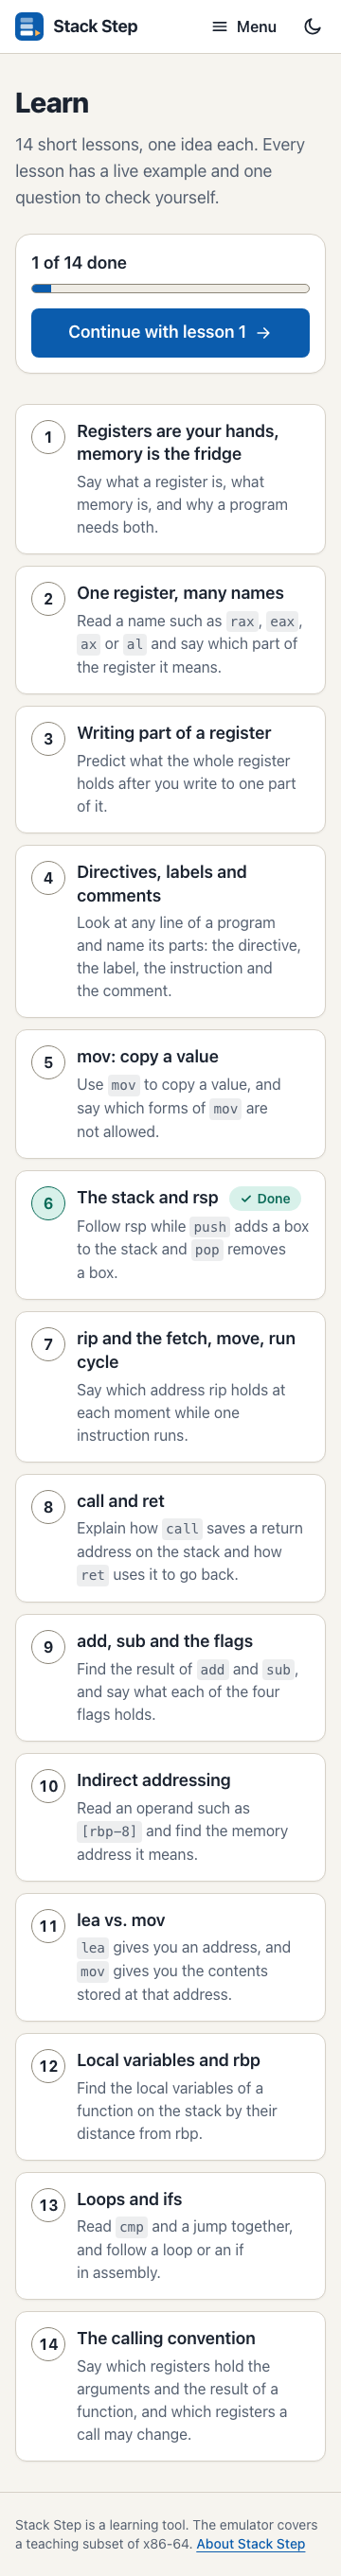 Stack Step
Menu
Learn
14 short lessons, one idea each. Every
lesson has a live example and one
question to check yourself.
1 of 14 done
Continue with lesson 1 →
1
Registers are your hands,
memory is the fridge
Say what a register is, what
memory is, and why a program
needs both.
2
One register, many names
Read a name such as rax, eax,
ax or al and say which part of
the register it means.
3
Writing part of a register
Predict what the whole register
holds after you write to one part
of it.
4
Directives, labels and
comments
Look at any line of a program
and name its parts: the directive,
the label, the instruction and
the comment.
5
mov: copy a value
Use mov to copy a value, and
say which forms of mov are
not allowed.
6
The stack and rsp ✓ Done
Follow rsp while push adds a box
to the stack and pop removes
a box.
7
rip and the fetch, move, run
cycle
Say which address rip holds at
each moment while one
instruction runs.
8
call and ret
Explain how call saves a return
address on the stack and how
ret uses it to go back.
9
add, sub and the flags
Find the result of add and sub,
and say what each of the four
flags holds.
10
Indirect addressing
Read an operand such as
[rbp-8] and find the memory
address it means.
11
lea vs. mov
lea gives you an address, and
mov gives you the contents
stored at that address.
12
Local variables and rbp
Find the local variables of a
function on the stack by their
distance from rbp.
13
Loops and ifs
Read cmp and a jump together,
and follow a loop or an if
in assembly.
14
The calling convention
Say which registers hold the
arguments and the result of a
function, and which registers a
call may change.
Stack Step is a learning tool. The emulator covers
a teaching subset of x86-64. About Stack Step